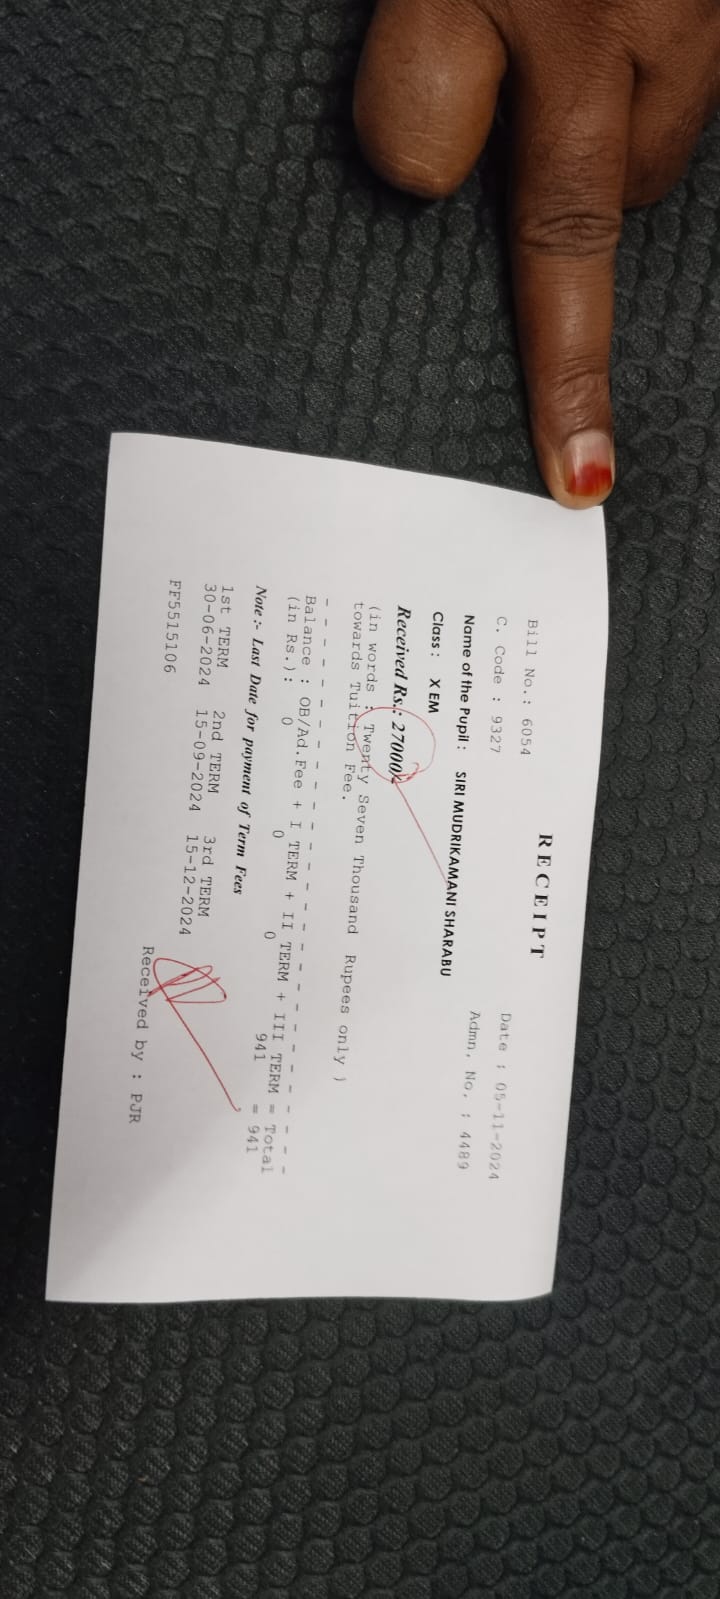 RECEIPT
Bill No.: 6054 Date : 05-11-2024
C. Code : 9327 Admn. No. : 4489
Name of the Pupil : SIRI MUDRIKAMANI SHARABU
Class : X EM
Received Rs.: 27000/-
(in words : Twenty Seven Thousand Rupees only )
towards Tuition Fee.
Balance : OB/Ad.Fee + I TERM + II TERM + III TERM = Total
(in Rs.): 0 0 0 941 = 941
Note :- Last Date for payment of Term Fees
1st TERM 2nd TERM 3rd TERM
30-06-2024 15-09-2024 15-12-2024
FF5515106 Received by : PJR